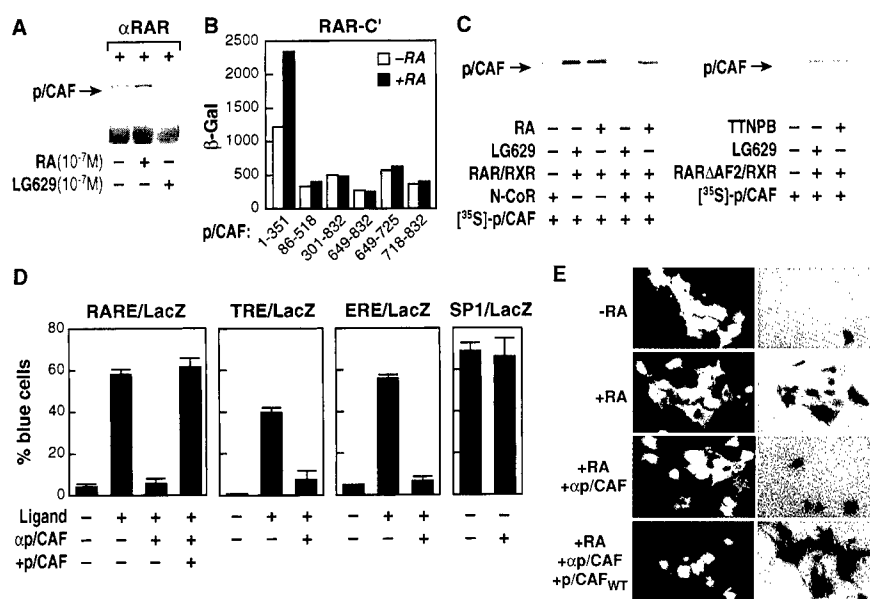 A
αRAR
+ + +
p/CAF
RA(10⁻⁷M) – + –
LG629(10⁻⁷M) – – +
B
RAR-C'
2500
2000
1500
1000
500
0
β-Gal
–RA
+RA
p/CAF:
1-351
86-518
301-832
649-832
649-725
718-832
C
p/CAF
RA – – + – +
LG629 – + – + –
RAR/RXR – + + + +
N-CoR + – – + +
[³⁵S]-p/CAF + + + + +
p/CAF
TTNPB – – +
LG629 – + –
RARΔAF2/RXR – + +
[³⁵S]-p/CAF + + +
D
RARE/LacZ
TRE/LacZ
ERE/LacZ
SP1/LacZ
80
60
40
20
0
% blue cells
Ligand – + + + – + + – + + – –
αp/CAF – – + + – – + – – + – +
+p/CAF – – – +
E
-RA
+RA
+RA
+αp/CAF
+RA
+αp/CAF
+p/CAF_WT